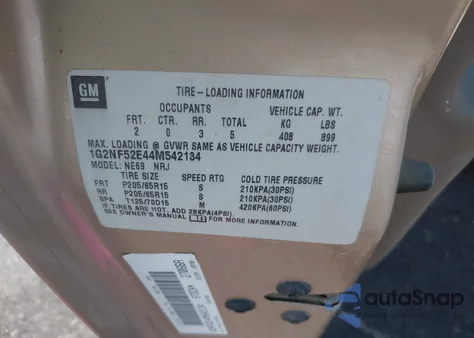 GM
TIRE-LOADING INFORMATION
OCCUPANTS VEHICLE CAP. WT.
FRT. CTR. RR. TOTAL KG LBS
2 0 3 5 408 899
MAX. LOADING @ GVWR SAME AS VEHICLE CAPACITY WEIGHT.
1G2NF52E44M542134
MODEL: NE69 NRJ
TIRE SIZE SPEED RTG COLD TIRE PRESSURE
FRT P205/65R15 S 210KPA(30PSI)
RR P205/65R15 S 210KPA(30PSI)
SPA T125/70D15 M 420KPA(60PSI)
IF TIRES ARE HOT, ADD 28KPA(4PSI).
SEE OWNER'S MANUAL FOR MORE INFORMATION.
autoSnap